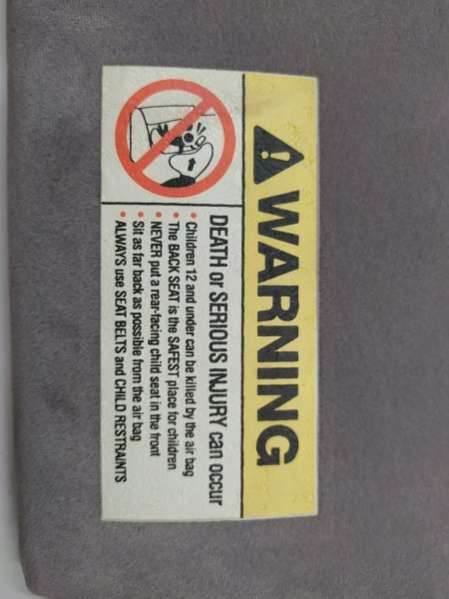 WARNING
DEATH or SERIOUS INJURY can occur
• Children 12 and under can be killed by the air bag
• The BACK SEAT is the SAFEST place for children
• NEVER put a rear-facing child seat in the front
• Sit as far back as possible from the air bag
• ALWAYS use SEAT BELTS and CHILD RESTRAINTS